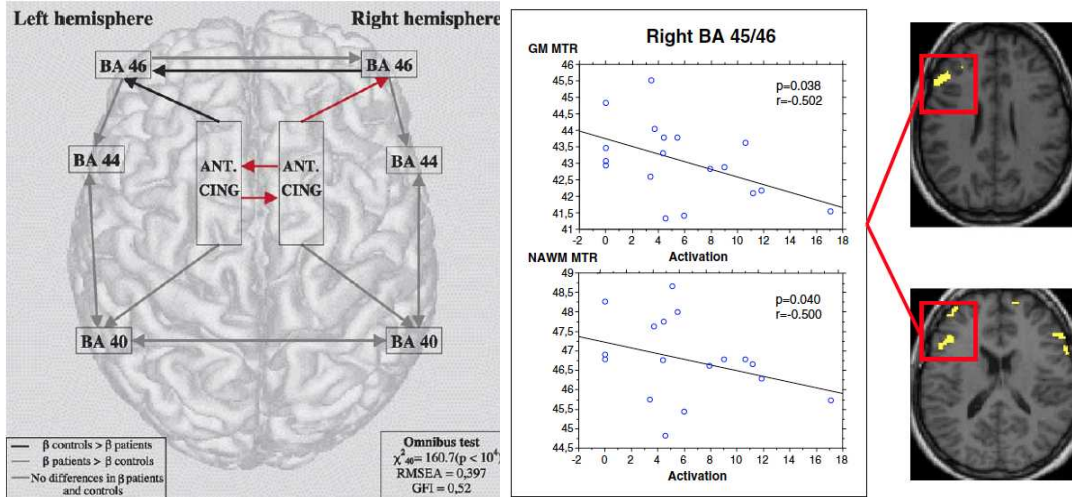 Left hemisphere
Right hemisphere
BA 46
BA 46
BA 44
BA 44
ANT.
CING
ANT.
CING
BA 40
BA 40
β controls > β patients
β patients > β controls
No differences in β patients
and controls
Omnibus test
χ²₄₀= 160.7(p < 10⁴)
RMSEA = 0,397
GFI = 0,52
Right BA 45/46
GM MTR
46
45,5
45
44,5
44
43,5
43
42,5
42
41,5
41
p=0.038
r=-0.502
-2 0 2 4 6 8 10 12 14 16 18
Activation
NAWM MTR
49
48,5
48
47,5
47
46,5
46
45,5
45
44,5
p=0.040
r=-0.500
-2 0 2 4 6 8 10 12 14 16 18
Activation